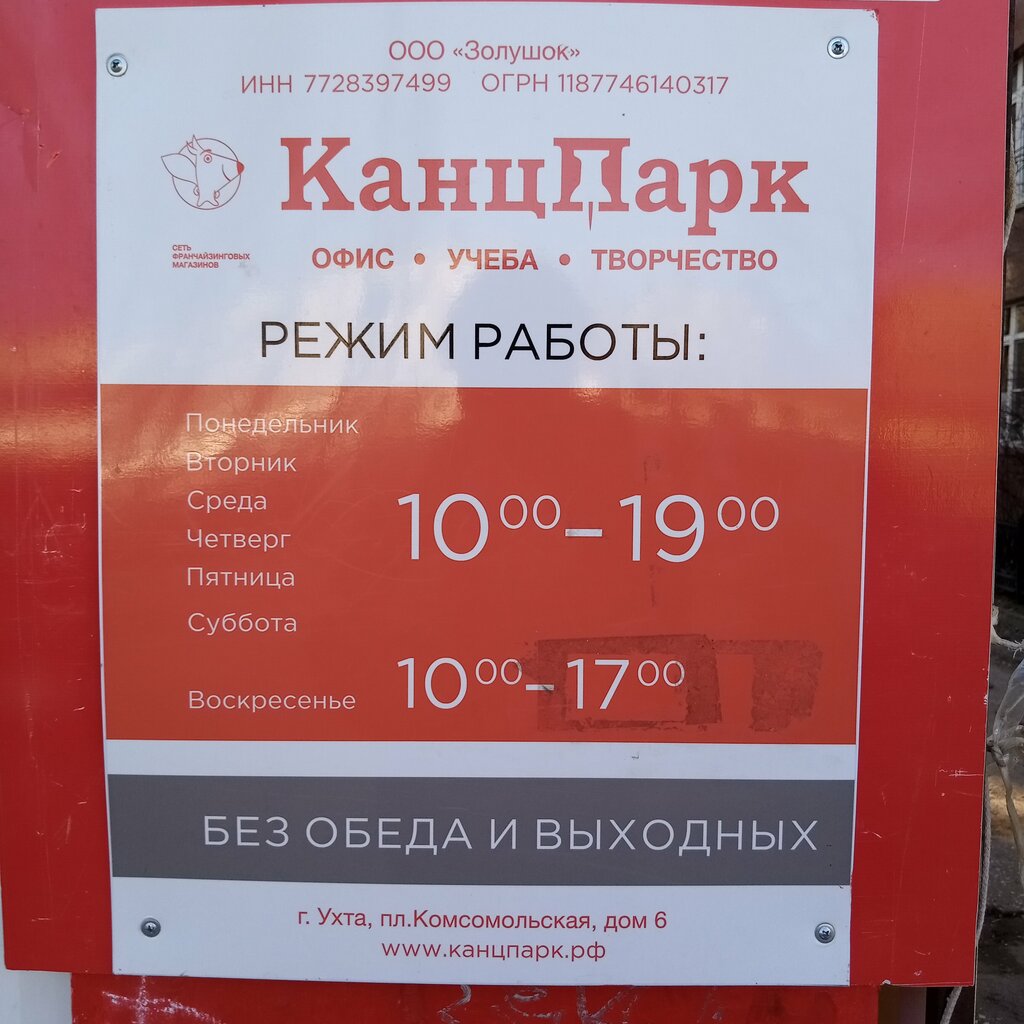 ООО «Золушок»
ИНН 7728397499 ОГРН 1187746140317
КанцПарк
СЕТЬ
ФРАНЧАЙЗИНГОВЫХ
МАГАЗИНОВ
ОФИС • УЧЕБА • ТВОРЧЕСТВО
РЕЖИМ РАБОТЫ:
Понедельник
Вторник
Среда
Четверг
Пятница
10⁰⁰–19⁰⁰
Суббота
Воскресенье
10⁰⁰–17⁰⁰
БЕЗ ОБЕДА И ВЫХОДНЫХ
г. Ухта, пл.Комсомольская, дом 6
www.канцпарк.рф